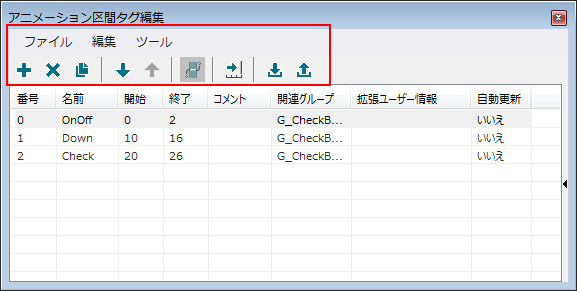 アニメーション区間タグ編集
ファイル 編集 ツール
番号 名前 開始 終了 コメント 関連グループ 拡張ユーザー情報 自動更新
0 OnOff 0 2 G_CheckB... いいえ
1 Down 10 16 G_CheckB... いいえ
2 Check 20 26 G_CheckB... いいえ